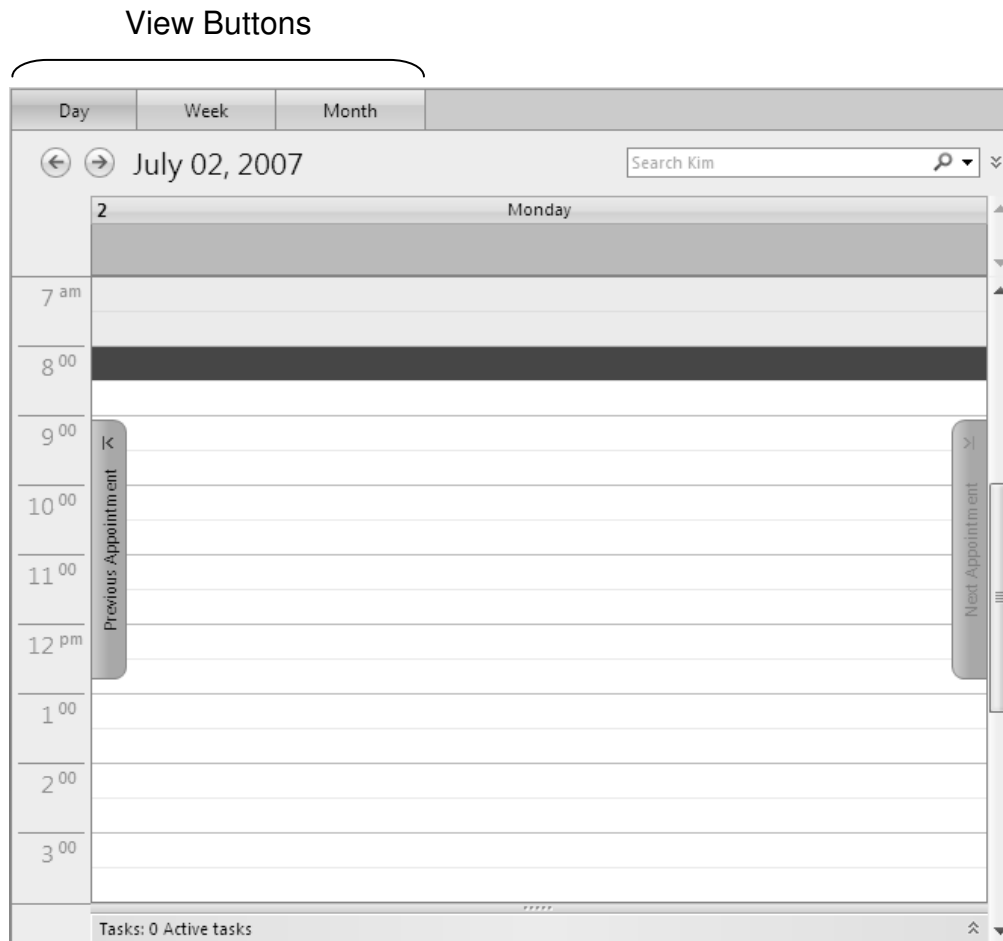 View Buttons
Day Week Month
July 02, 2007 Search Kim
2 Monday
7 am
8 00
9 00
10 00
11 00
12 pm
1 00
2 00
3 00
Previous Appointment
Next Appointment
Tasks: 0 Active tasks